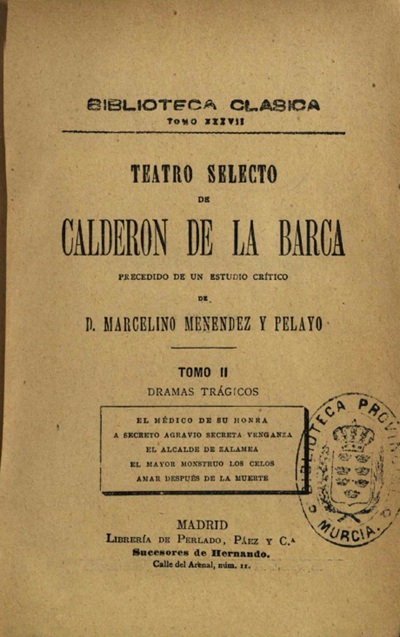 BIBLIOTECA CLASICA
TOMO XXXVII
TEATRO SELECTO
DE
CALDERON DE LA BARCA
PRECEDIDO DE UN ESTUDIO CRÍTICO
DE
D. MARCELINO MENENDEZ Y PELAYO
TOMO II
DRAMAS TRÁGICOS
EL MÉDICO DE SU HONRA
A SECRETO AGRAVIO SECRETA VENGANZA
EL ALCALDE DE ZALAMEA
EL MAYOR MONSTRUO LOS CELOS
AMAR DESPUÉS DE LA MUERTE
BIBLIOTECA PROVIN
MURCIA.
MADRID
LIBRERÍA DE PERLADO, PÁEZ Y C.ª
Sucesores de Hernando.
Calle del Arenal, núm. 11.